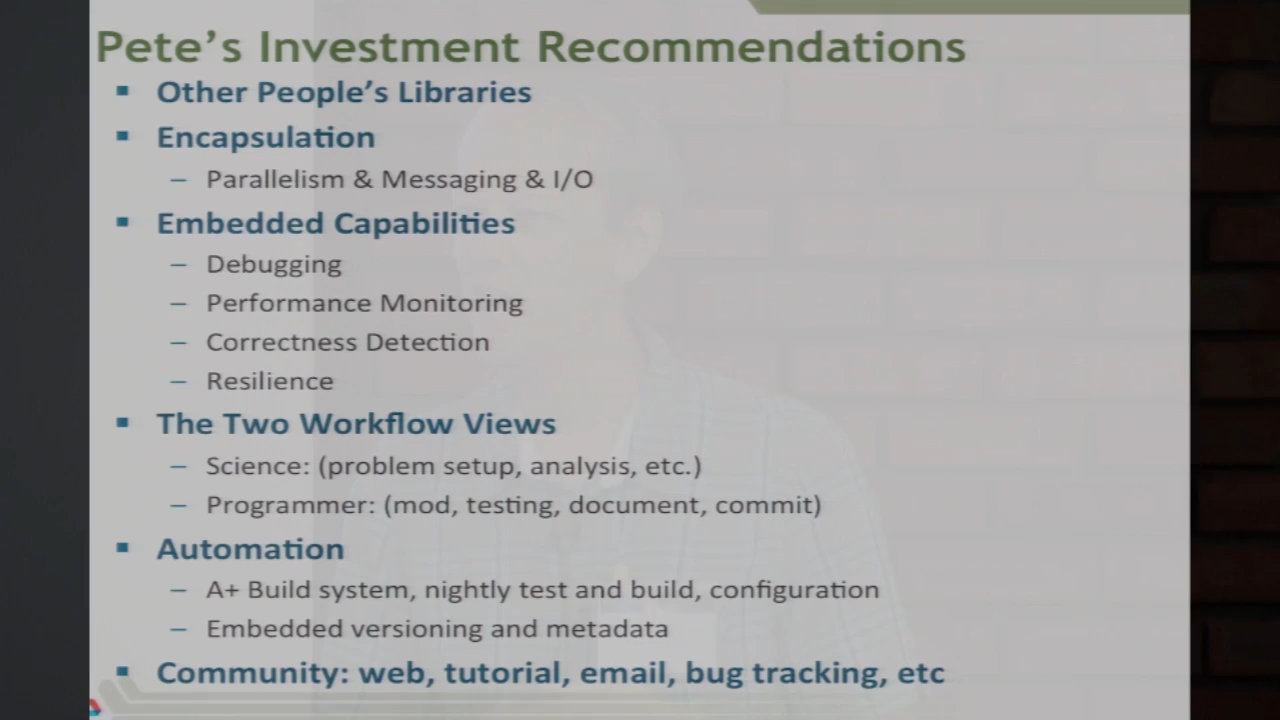 Pete's Investment Recommendations
▪ Other People's Libraries
▪ Encapsulation
– Parallelism & Messaging & I/O
▪ Embedded Capabilities
– Debugging
– Performance Monitoring
– Correctness Detection
– Resilience
▪ The Two Workflow Views
– Science: (problem setup, analysis, etc.)
– Programmer: (mod, testing, document, commit)
▪ Automation
– A+ Build system, nightly test and build, configuration
– Embedded versioning and metadata
▪ Community: web, tutorial, email, bug tracking, etc